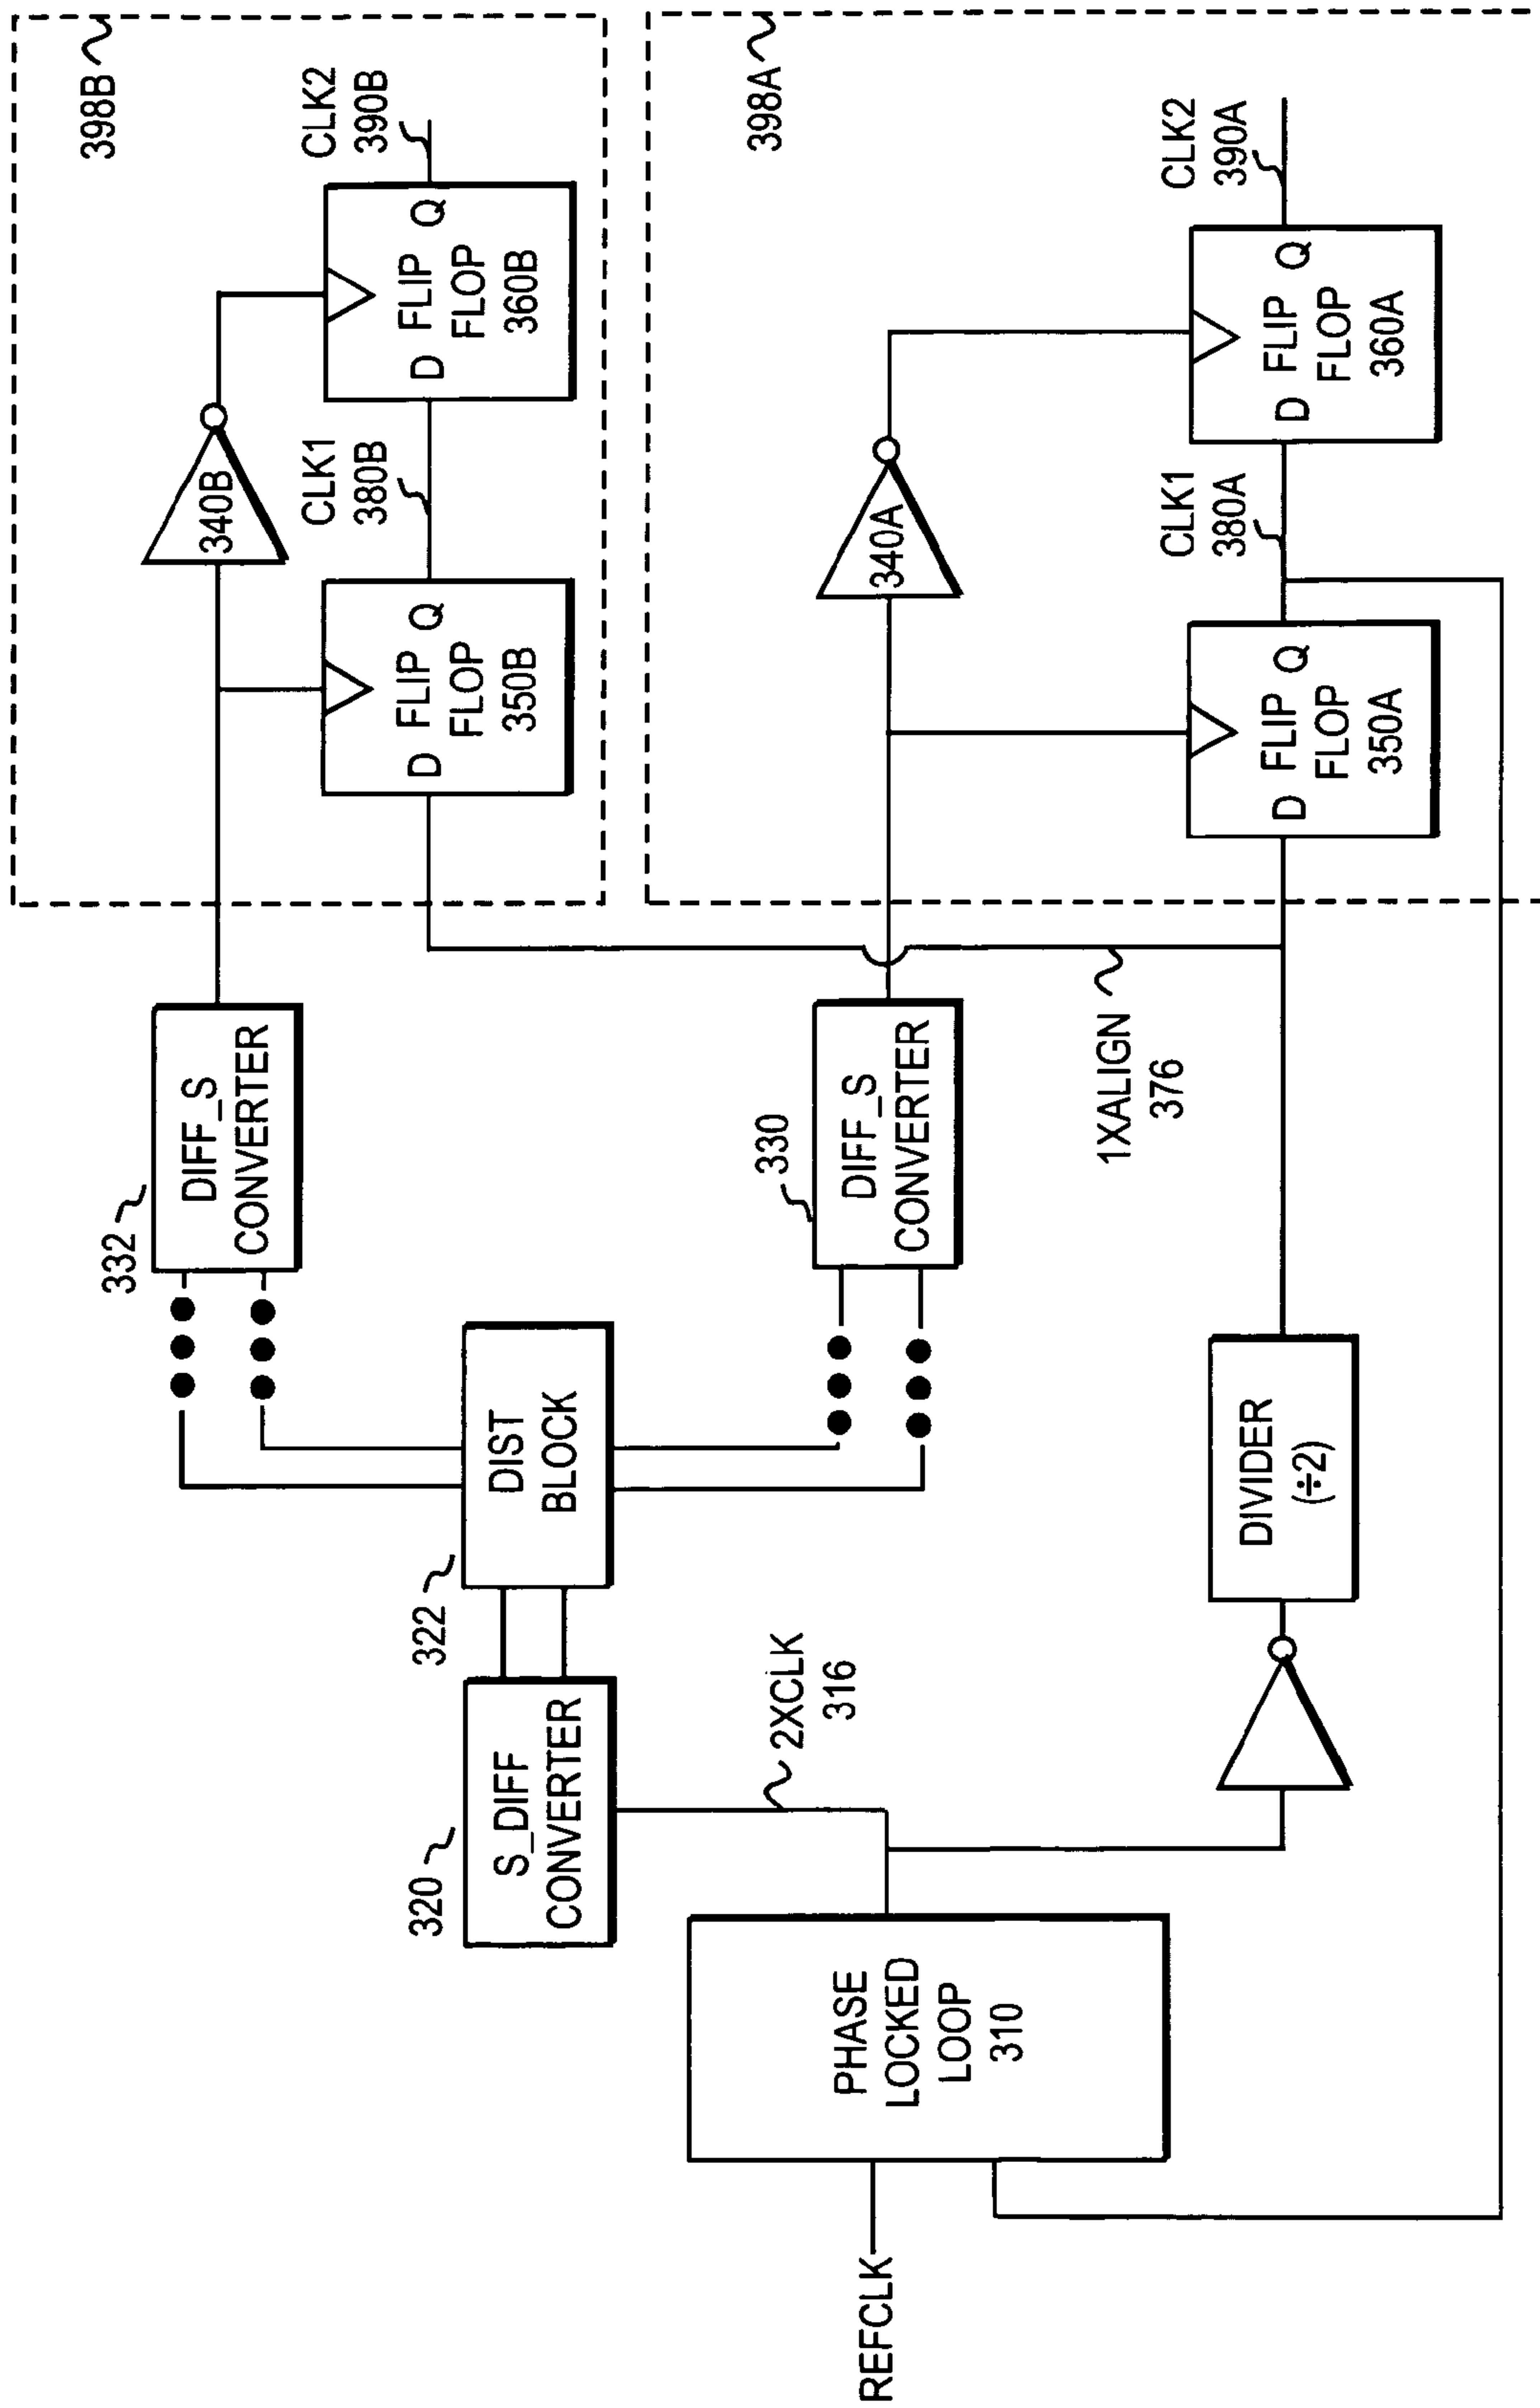 398B
CLK2
390B
340B
D FLIP Q
FLOP
360B
CLK1
380B
D FLIP Q
FLOP
350B
398A
CLK2
390A
340A
D FLIP Q
FLOP
360A
CLK1
380A
D FLIP Q
FLOP
350A
332
DIFF_S
CONVERTER
330
DIFF_S
CONVERTER
1XALIGN
376
322
DIST
BLOCK
DIVIDER
(÷2)
320
S_DIFF
CONVERTER
2XCLK
316
PHASE
LOCKED
LOOP
310
REFCLK